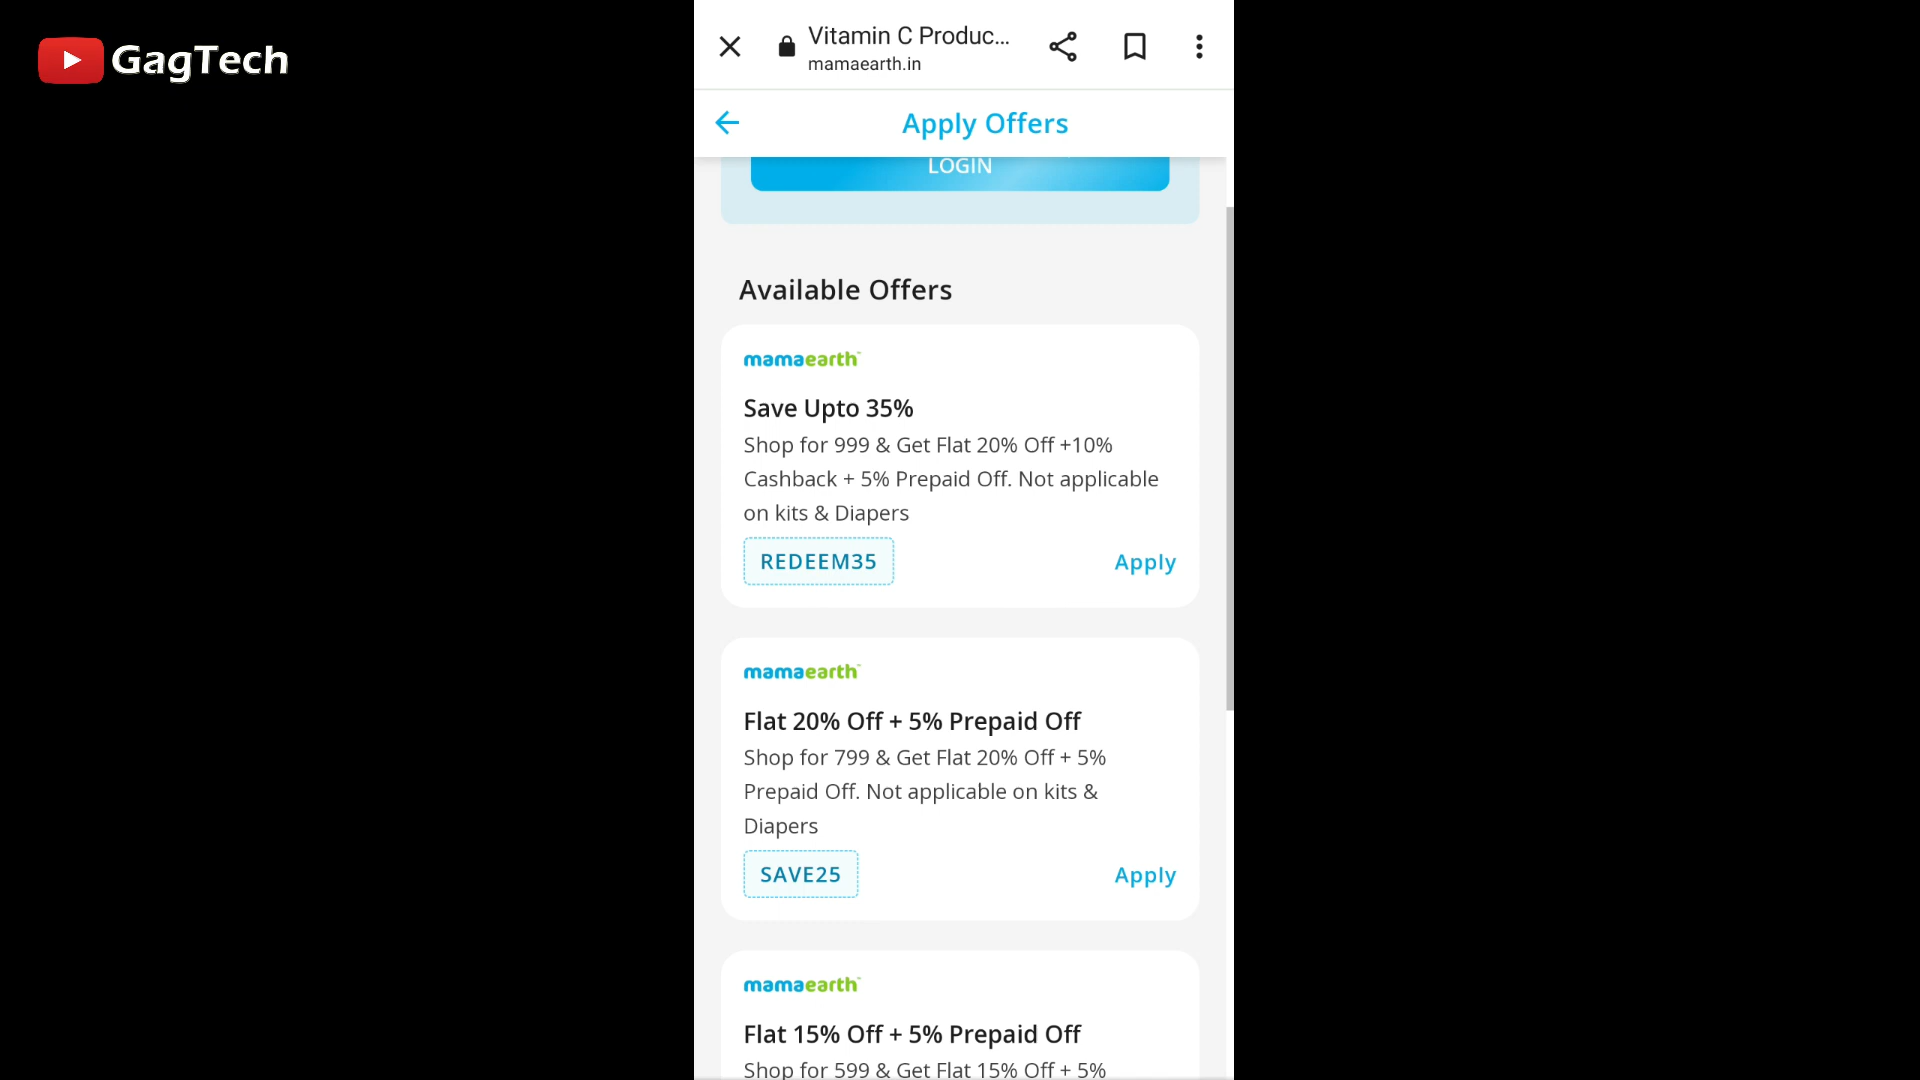 GagTech
Vitamin C Produc...
mamaearth.in
Apply Offers
LOGIN
Available Offers
mamaearth™
Save Upto 35%
Shop for 999 & Get Flat 20% Off +10%
Cashback + 5% Prepaid Off. Not applicable
on kits & Diapers
REDEEM35
Apply
mamaearth™
Flat 20% Off + 5% Prepaid Off
Shop for 799 & Get Flat 20% Off + 5%
Prepaid Off. Not applicable on kits &
Diapers
SAVE25
Apply
mamaearth™
Flat 15% Off + 5% Prepaid Off
Shop for 599 & Get Flat 15% Off + 5%